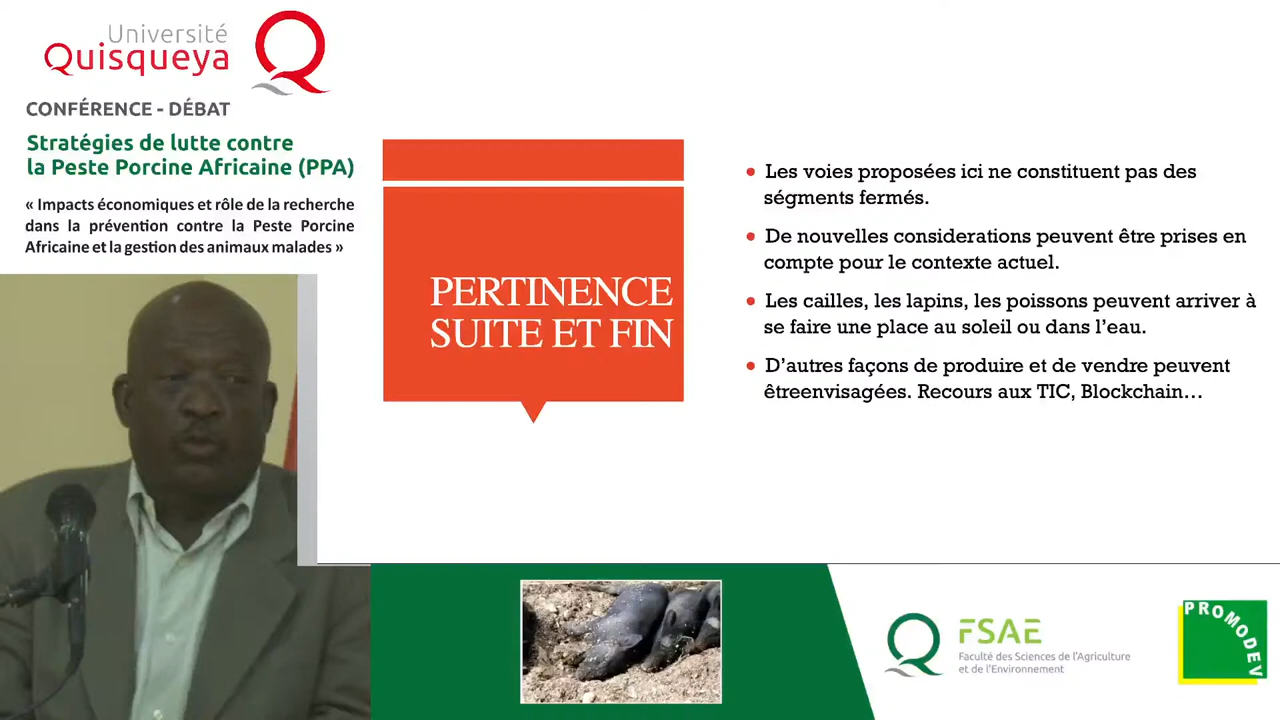 Université
Quisqueya
CONFÉRENCE - DÉBAT
Stratégies de lutte contre
la Peste Porcine Africaine (PPA)
« Impacts économiques et rôle de la recherche
dans la prévention contre la Peste Porcine
Africaine et la gestion des animaux malades »
PERTINENCE
SUITE ET FIN
• Les voies proposées ici ne constituent pas des
ségments fermés.
• De nouvelles considerations peuvent être prises en
compte pour le contexte actuel.
• Les cailles, les lapins, les poissons peuvent arriver à
se faire une place au soleil ou dans l’eau.
• D’autres façons de produire et de vendre peuvent
êtreenvisagées. Recours aux TIC, Blockchain…
FSAE
Faculté des Sciences de l’Agriculture
et de l’Environnement
PROMODEV